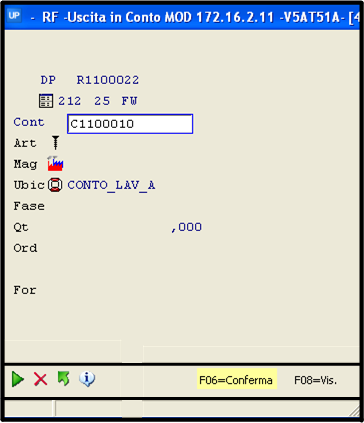 UP - RF -Uscita in Conto MOD 172.16.2.11 -V5AT51A- [4
DP R1100022
212 25 FW
Cont C1100010
Art
Mag
Ubic CONTO_LAV_A
Fase
Qt ,000
Ord
For
F06=Conferma F08=Vis.